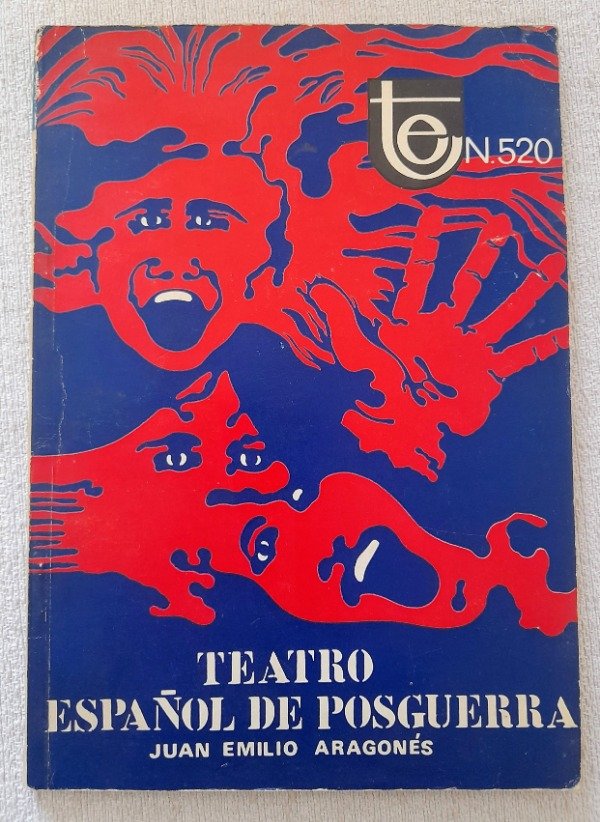 te N.520
TEATRO
ESPAÑOL DE POSGUERRA
JUAN EMILIO ARAGONÉS